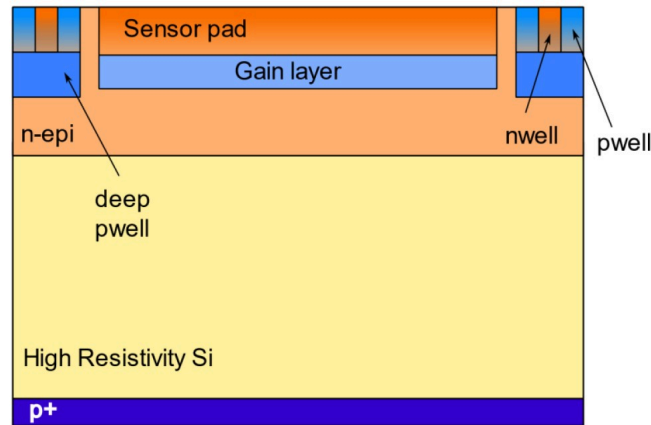 Sensor pad
Gain layer
n-epi
nwell
pwell
deep
pwell
High Resistivity Si
p+